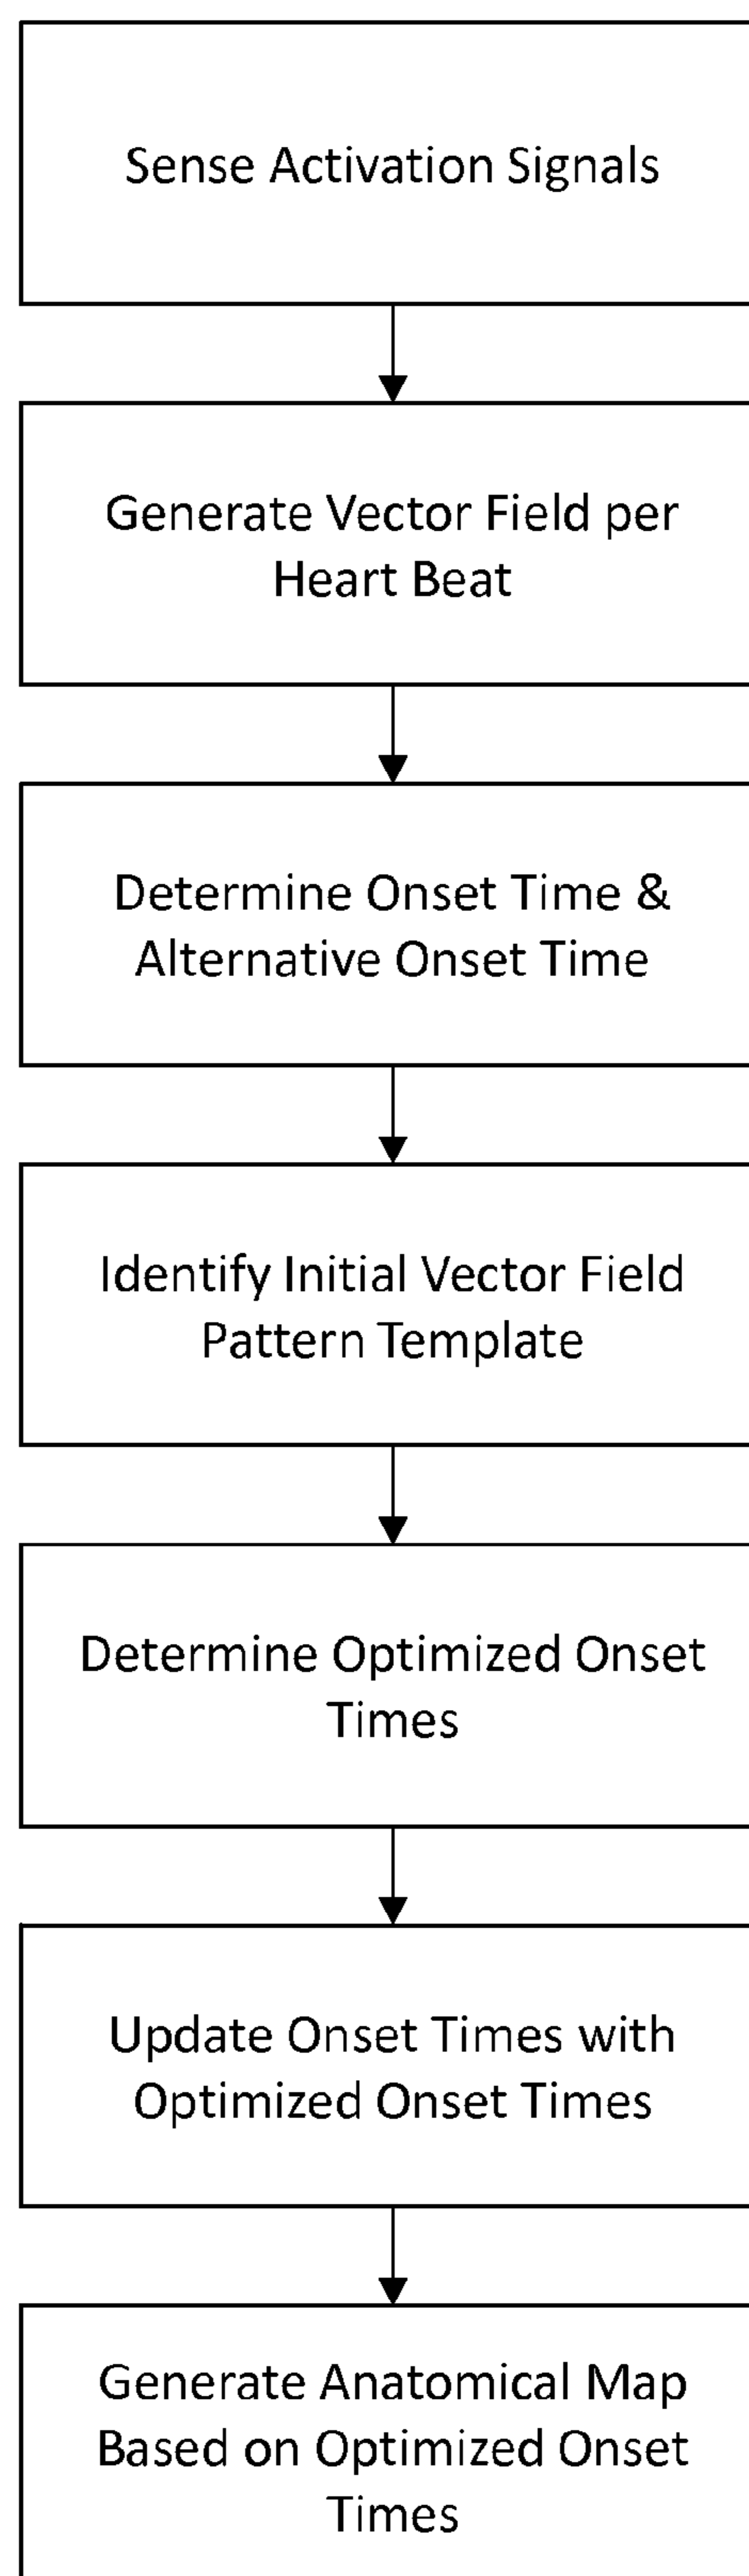 Sense Activation Signals
Generate Vector Field per
Heart Beat
Determine Onset Time &
Alternative Onset Time
Identify Initial Vector Field
Pattern Template
Determine Optimized Onset
Times
Update Onset Times with
Optimized Onset Times
Generate Anatomical Map
Based on Optimized Onset
Times